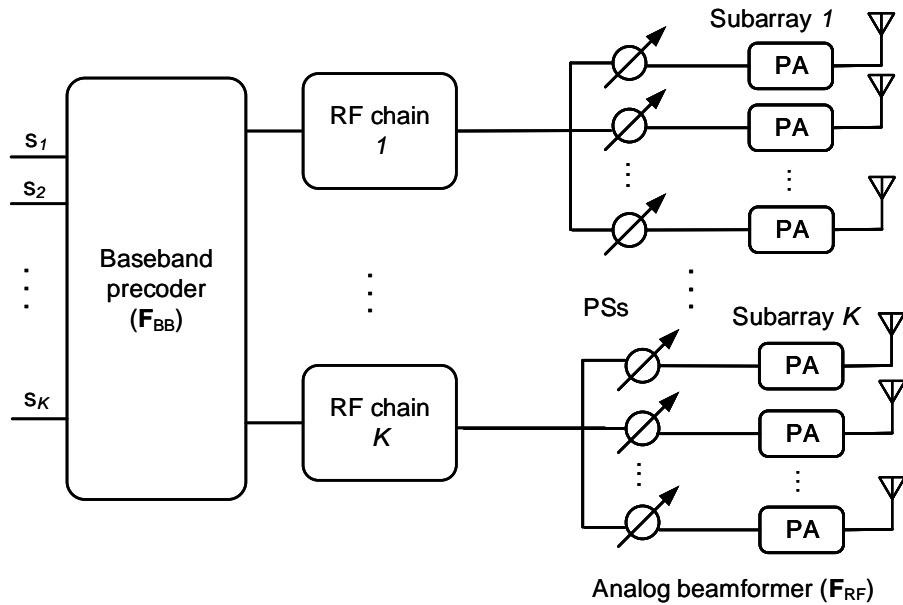 Subarray 1
PA
RF chain
1
PA
s1
s2
PA
Baseband
precoder
(FBB)
PSs
Subarray K
RF chain
K
PA
sK
PA
PA
Analog beamformer (FRF)